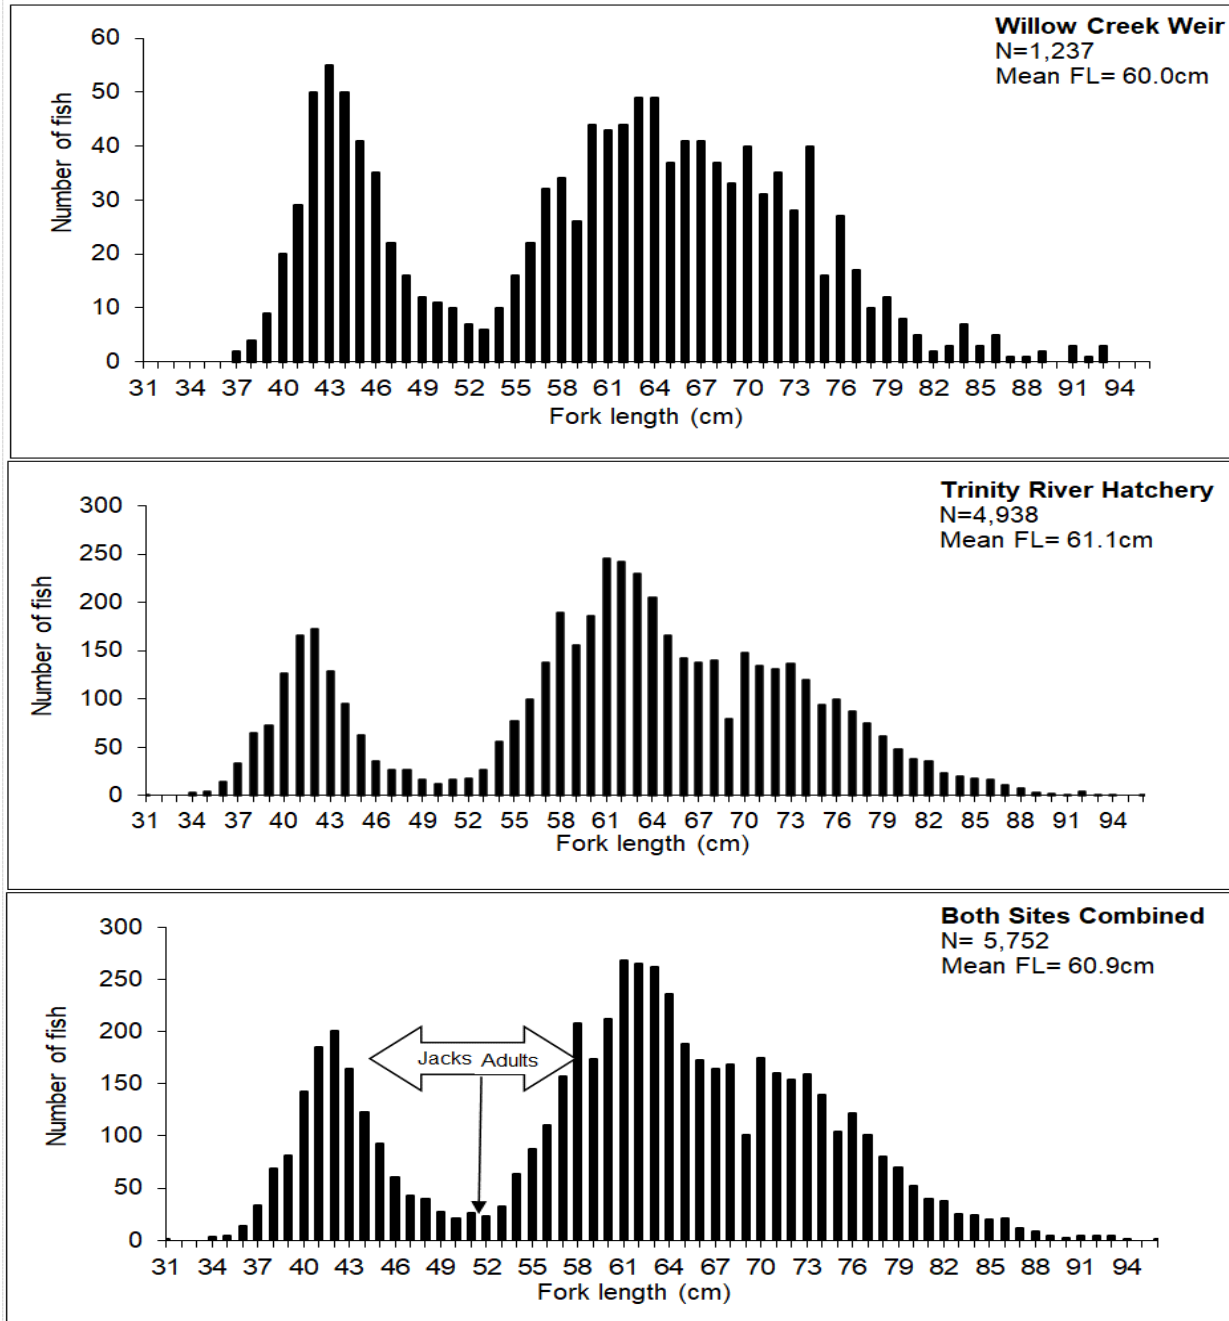 Willow Creek Weir
N=1,237
Mean FL= 60.0cm
Number of fish
60
50
40
30
20
10
0
31 34 37 40 43 46 49 52 55 58 61 64 67 70 73 76 79 82 85 88 91 94
Fork length (cm)
Trinity River Hatchery
N=4,938
Mean FL= 61.1cm
Number of fish
300
250
200
150
100
50
0
31 34 37 40 43 46 49 52 55 58 61 64 67 70 73 76 79 82 85 88 91 94
Fork length (cm)
Both Sites Combined
N= 5,752
Mean FL= 60.9cm
Number of fish
300
250
200
150
100
50
0
Jacks Adults
31 34 37 40 43 46 49 52 55 58 61 64 67 70 73 76 79 82 85 88 91 94
Fork length (cm)